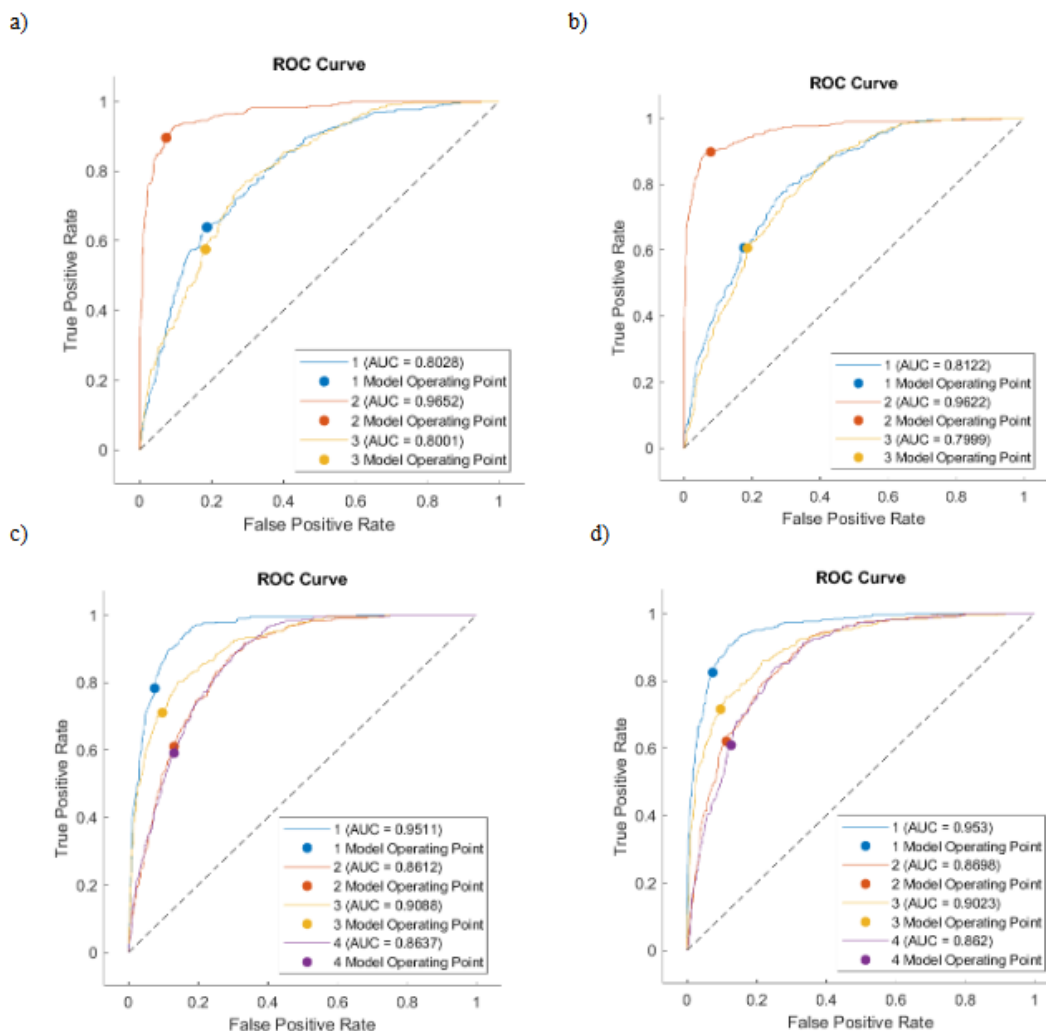 a)
ROC Curve
1
0.8
0.6
0.4
0.2
0
True Positive Rate
1 (AUC = 0.8028)
1 Model Operating Point
2 (AUC = 0.9652)
2 Model Operating Point
3 (AUC = 0.8001)
3 Model Operating Point
0 0.2 0.4 0.6 0.8 1
False Positive Rate
b)
ROC Curve
1
0.8
0.6
0.4
0.2
0
True Positive Rate
1 (AUC = 0.8122)
1 Model Operating Point
2 (AUC = 0.9622)
2 Model Operating Point
3 (AUC = 0.7999)
3 Model Operating Point
0 0.2 0.4 0.6 0.8 1
False Positive Rate
c)
ROC Curve
1
0.8
0.6
0.4
0.2
0
True Positive Rate
1 (AUC = 0.9511)
1 Model Operating Point
2 (AUC = 0.8612)
2 Model Operating Point
3 (AUC = 0.9088)
3 Model Operating Point
4 (AUC = 0.8637)
4 Model Operating Point
0 0.2 0.4 0.6 0.8 1
False Positive Rate
d)
ROC Curve
1
0.8
0.6
0.4
0.2
0
True Positive Rate
1 (AUC = 0.953)
1 Model Operating Point
2 (AUC = 0.8698)
2 Model Operating Point
3 (AUC = 0.9023)
3 Model Operating Point
4 (AUC = 0.862)
4 Model Operating Point
0 0.2 0.4 0.6 0.8 1
False Positive Rate